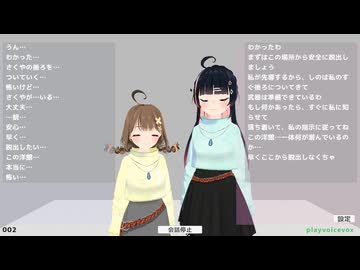 うん…
わかった…
さくやの後ろを…
ついていく…
怖いけど…
さくやが…いる…
大丈夫…
一緒…
安心…
早く…
脱出したい…
この洋館…
本当に…
怖い…
わかったわ
まずはこの場所から安全に脱出しましょう
私が先導するから、しのは私のすぐ後ろについてきて
武器は準備できているわ
もし何かあったら、すぐに私に知らせて
落ち着いて、私の指示に従ってね
この洋館…一体何が潜んでいるのか…
早くここから脱出しなくちゃ
設定
002
会話停止
playvoicevox